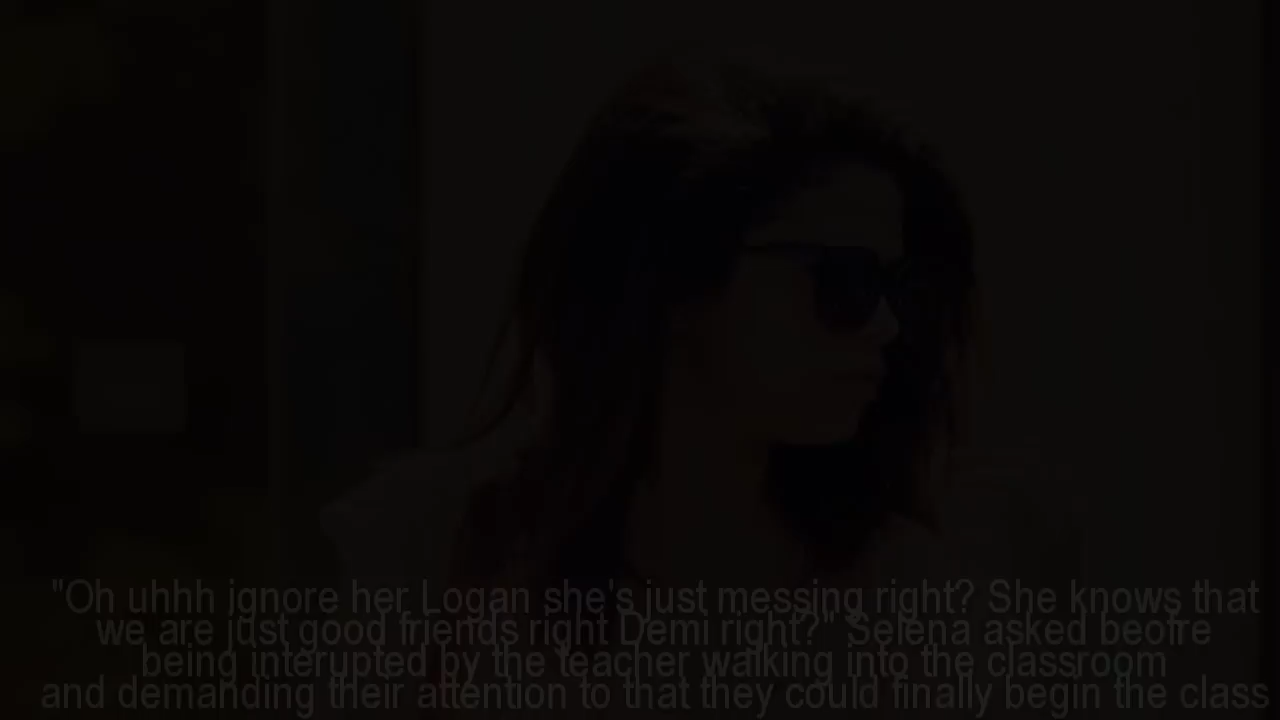 "Oh uhhh ignore her Logan she's just messing right? She knows that
we are just good friends right Demi right?" Selena asked beofre
being interupted by the teacher walking into the classroom
and demanding their attention to that they could finally begin the class